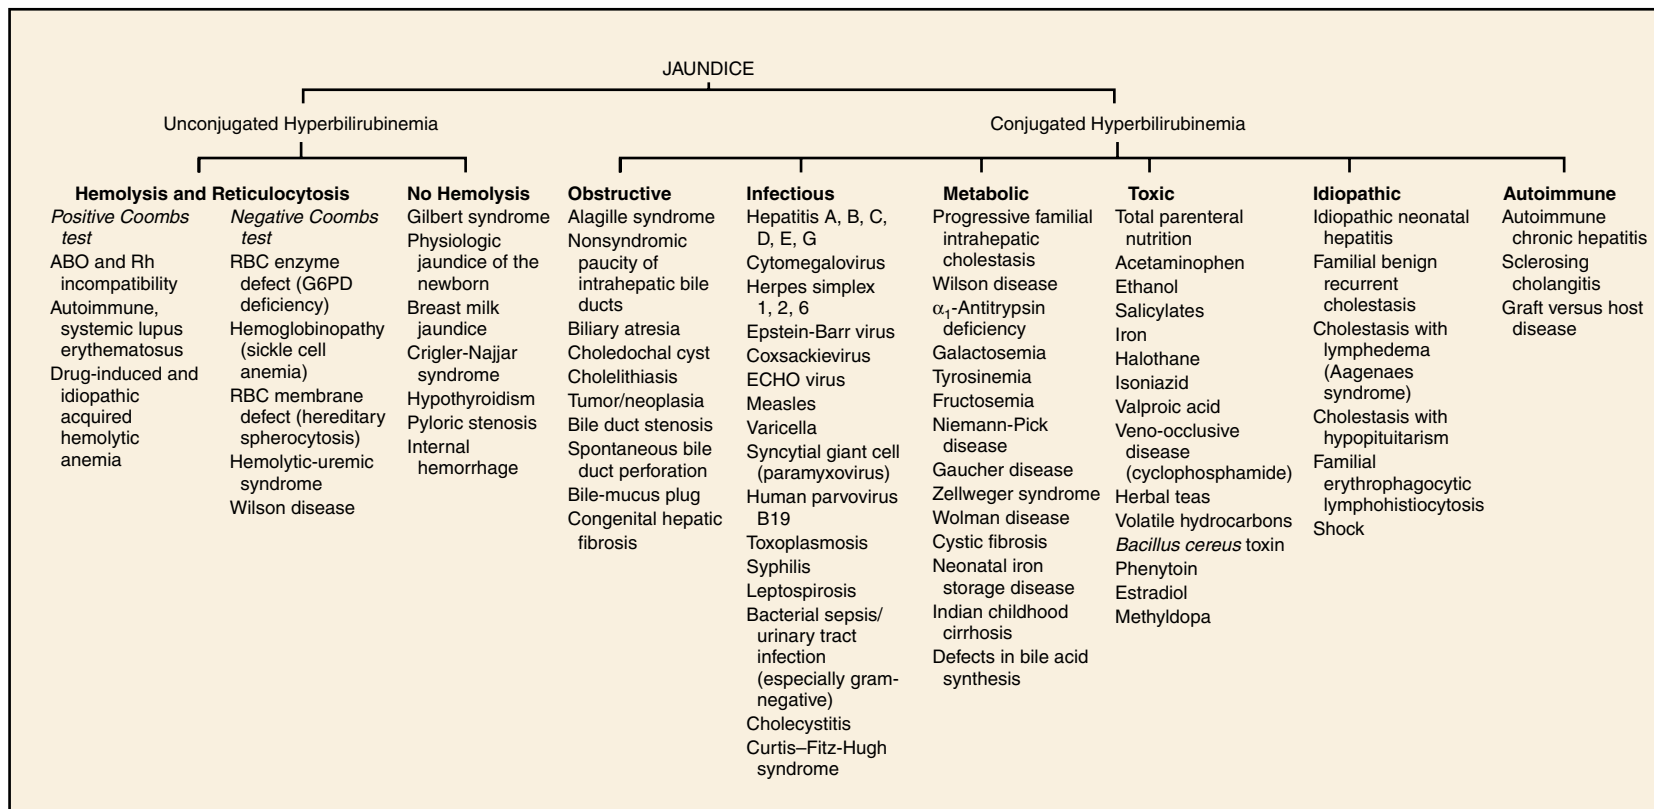 JAUNDICE
Unconjugated Hyperbilirubinemia
Conjugated Hyperbilirubinemia
Hemolysis and Reticulocytosis
Positive Coombs
test
ABO and Rh
incompatibility
Autoimmune,
systemic lupus
erythematosus
Drug-induced and
idiopathic
acquired
hemolytic
anemia
Negative Coombs
test
RBC enzyme
defect (G6PD
deficiency)
Hemoglobinopathy
(sickle cell
anemia)
RBC membrane
defect (hereditary
spherocytosis)
Hemolytic-uremic
syndrome
Wilson disease
No Hemolysis
Gilbert syndrome
Physiologic
jaundice of the
newborn
Breast milk
jaundice
Crigler-Najjar
syndrome
Hypothyroidism
Pyloric stenosis
Internal
hemorrhage
Obstructive
Alagille syndrome
Nonsyndromic
paucity of
intrahepatic bile
ducts
Biliary atresia
Choledochal cyst
Cholelithiasis
Tumor/neoplasia
Bile duct stenosis
Spontaneous bile
duct perforation
Bile-mucus plug
Congenital hepatic
fibrosis
Infectious
Hepatitis A, B, C,
D, E, G
Cytomegalovirus
Herpes simplex
1, 2, 6
Epstein-Barr virus
Coxsackievirus
ECHO virus
Measles
Varicella
Syncytial giant cell
(paramyxovirus)
Human parvovirus
B19
Toxoplasmosis
Syphilis
Leptospirosis
Bacterial sepsis/
urinary tract
infection
(especially gram-
negative)
Cholecystitis
Curtis–Fitz-Hugh
syndrome
Metabolic
Progressive familial
intrahepatic
cholestasis
Wilson disease
α1-Antitrypsin
deficiency
Galactosemia
Tyrosinemia
Fructosemia
Niemann-Pick
disease
Gaucher disease
Zellweger syndrome
Wolman disease
Cystic fibrosis
Neonatal iron
storage disease
Indian childhood
cirrhosis
Defects in bile acid
synthesis
Toxic
Total parenteral
nutrition
Acetaminophen
Ethanol
Salicylates
Iron
Halothane
Isoniazid
Valproic acid
Veno-occlusive
disease
(cyclophosphamide)
Herbal teas
Volatile hydrocarbons
Bacillus cereus toxin
Phenytoin
Estradiol
Methyldopa
Idiopathic
Idiopathic neonatal
hepatitis
Familial benign
recurrent
cholestasis
Cholestasis with
lymphedema
(Aagenaes
syndrome)
Cholestasis with
hypopituitarism
Familial
erythrophagocytic
lymphohistiocytosis
Shock
Autoimmune
Autoimmune
chronic hepatitis
Sclerosing
cholangitis
Graft versus host
disease